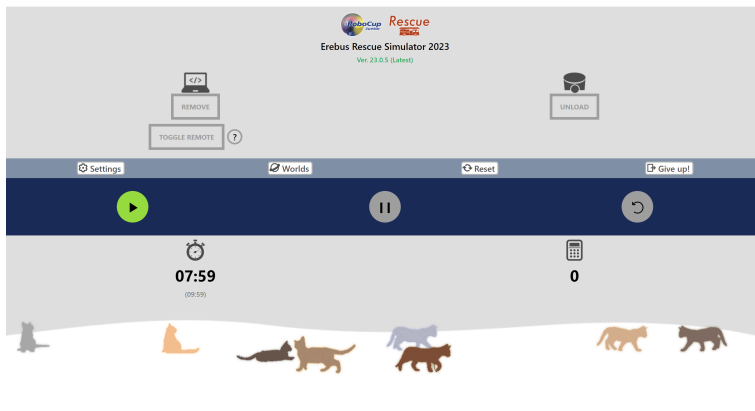 RoboCup
Junior
Rescue
Erebus Rescue Simulator 2023
Ver. 23.0.5 (Latest)
</>
REMOVE
UNLOAD
TOGGLE REMOTE
?
Settings
Worlds
Reset
Give up!
07:59
0
(09:59)